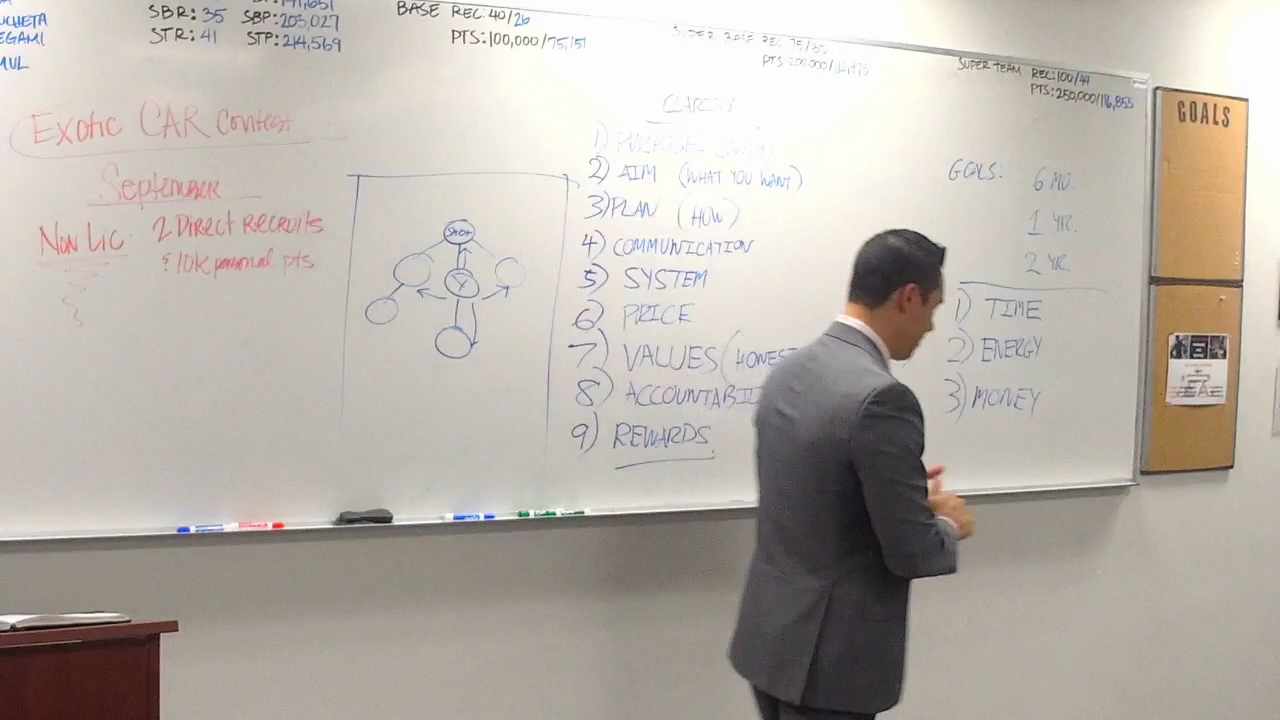 UCHETA
EGAMI
MUL
SBR: 35 SBP: 203,027
STR: 41 STP: 214,569
BASE REC: 40/26
PTS: 100,000/75,151
SUPER BASE REC 75/
PTS 200,000/
SUPER TEAM REC: 100/44
PTS: 250,000/116,855
EXOTIC CAR CONTEST
SEPTEMBER
NON LIC. 2 DIRECT RECRUITS
& 10K personal pts
CLARITY
1) PURPOSE (WHY)
2) AIM (WHAT YOU WANT)
3) PLAN (HOW)
4) COMMUNICATION
5) SYSTEM
6) PRICE
7) VALUES (HONEST
8) ACCOUNTABIL
9) REWARDS
GOALS: 6 MO.
1 YR.
2 YR.
1) TIME
2) ENERGY
3) MONEY
GOALS